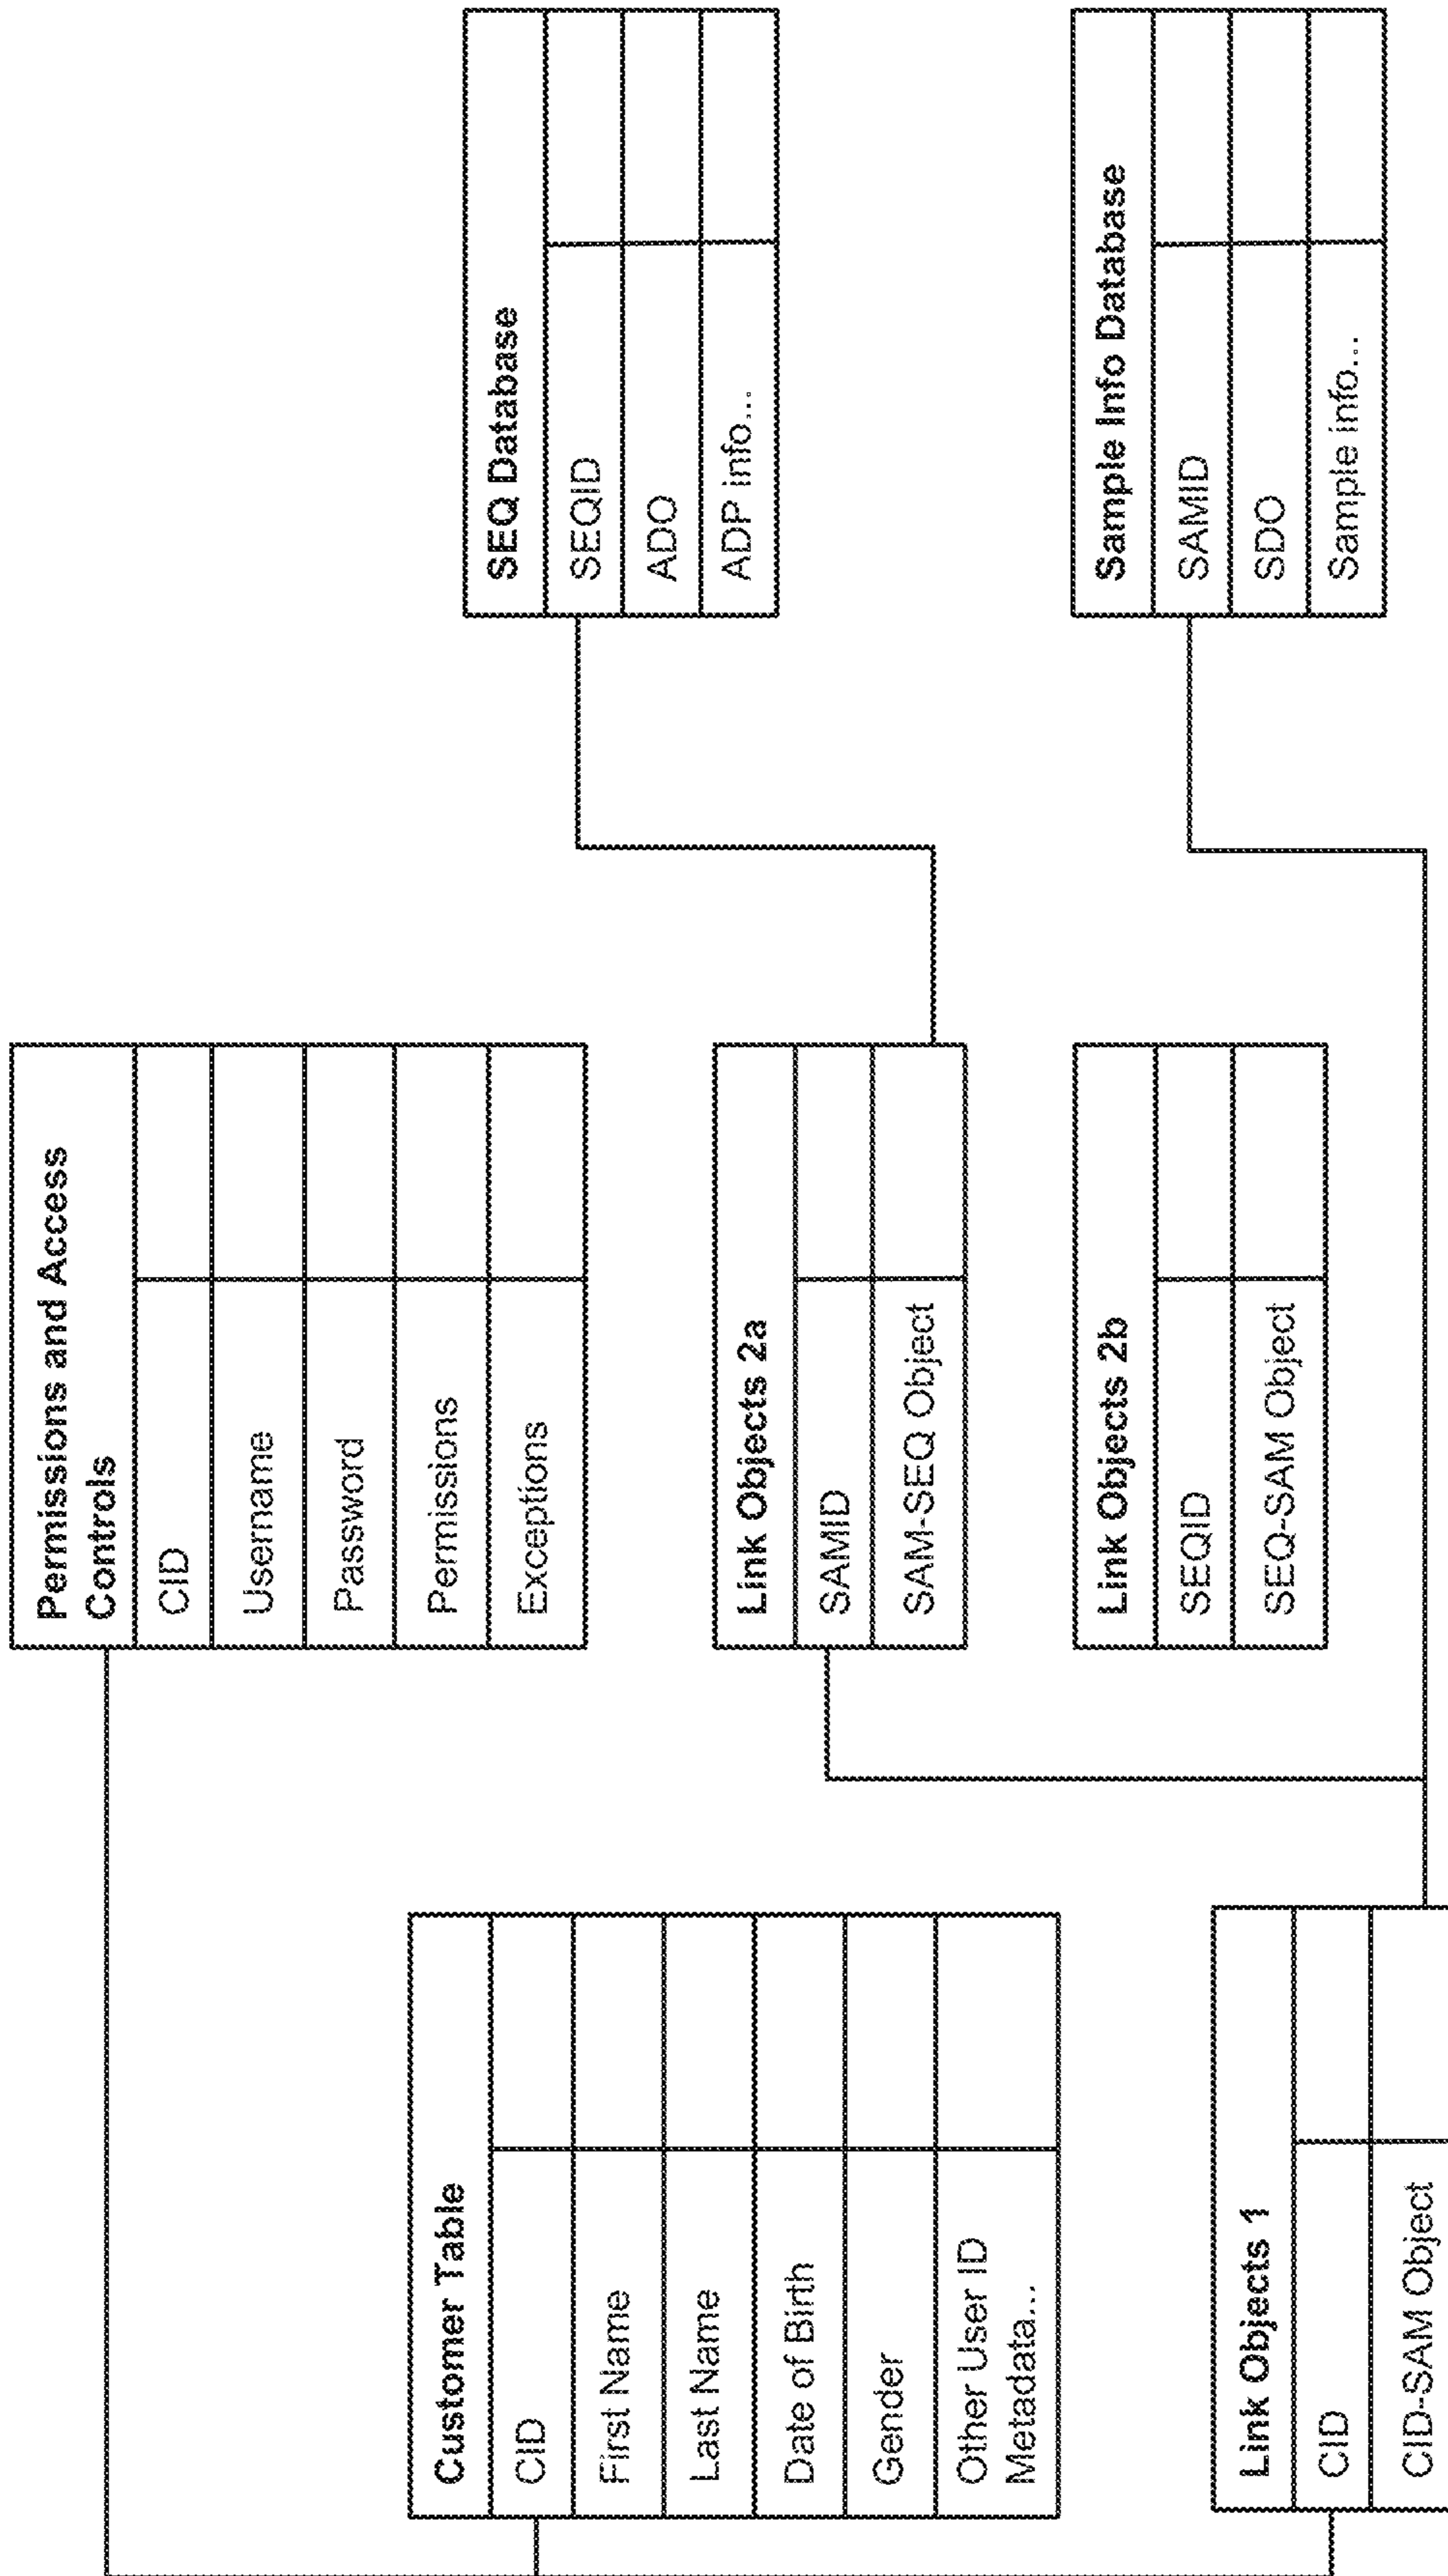 Permissions and Access
Controls
CID
Username
Password
Permissions
Exceptions
Customer Table
CID
First Name
Last Name
Date of Birth
Gender
Other User ID
Metadata...
Link Objects 1
CID
CID-SAM Object
Link Objects 2a
SAMID
SAM-SEQ Object
Link Objects 2b
SEQID
SEQ-SAM Object
SEQ Database
SEQID
ADO
ADP info...
Sample Info Database
SAMID
SDO
Sample info...